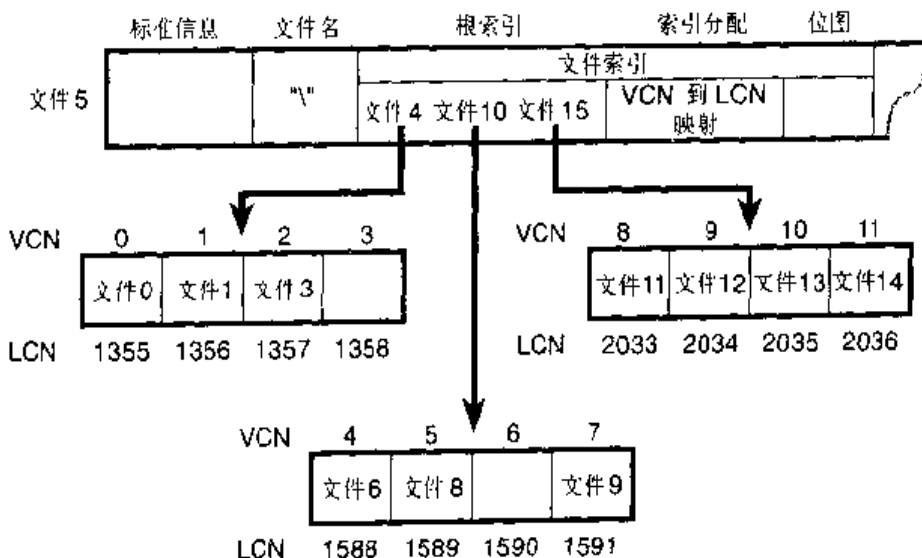 标准信息 文件名 根索引 索引分配 位图
文件索引
文件5 "\" 文件4 文件10 文件15 VCN 到 LCN
映射
VCN 0 1 2 3
文件0 文件1 文件3
LCN 1355 1356 1357 1358
VCN 8 9 10 11
文件11 文件12 文件13 文件14
LCN 2033 2034 2035 2036
VCN 4 5 6 7
文件6 文件8 文件9
LCN 1588 1589 1590 1591